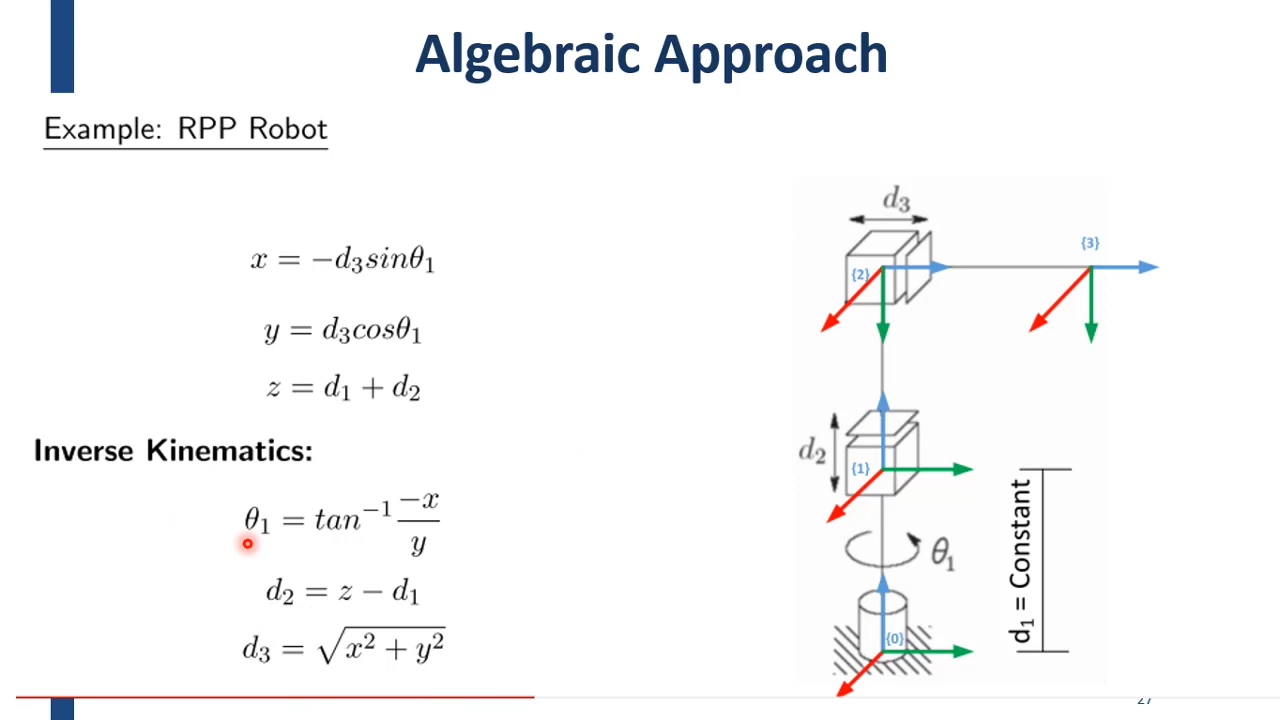 Algebraic Approach
Example: RPP Robot
x = −d₃sinθ₁
y = d₃cosθ₁
z = d₁ + d₂
Inverse Kinematics:
θ₁ = tan⁻¹ −x/y
d₂ = z − d₁
d₃ = √(x² + y²)
d₃
{3}
{2}
d₂
{1}
θ₁
d₁ = Constant
{0}
27